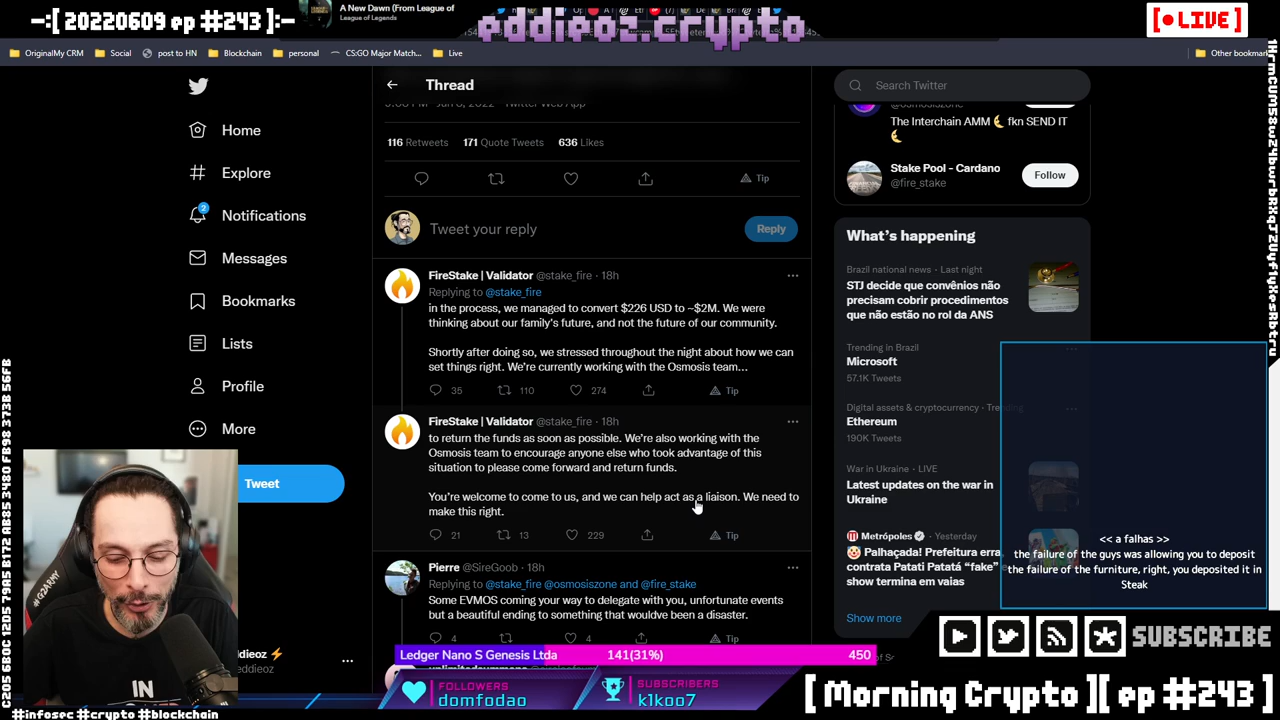 -:[ 20220609 ep #243 ]:-
A New Dawn (From League of
League of Legends
eddieoz.crypto
[ ● LIVE ]
OriginalMy CRM
Social
post to HN
Blockchain
personal
CS:GO Major Match...
Live
Other bookmar
Home
Explore
2
Notifications
Messages
Bookmarks
Lists
Profile
More
Tweet
ddieoz ⚡
eddieoz
Thread
116 Retweets 171 Quote Tweets 636 Likes
Tip
Tweet your reply
Reply
FireStake | Validator @stake_fire · 18h
Replying to @stake_fire
in the process, we managed to convert $226 USD to ~$2M. We were
thinking about our family's future, and not the future of our community.
Shortly after doing so, we stressed throughout the night about how we can
set things right. We're currently working with the Osmosis team...
35 110 274 Tip
FireStake | Validator @stake_fire · 18h
to return the funds as soon as possible. We're also working with the
Osmosis team to encourage anyone else who took advantage of this
situation to please come forward and return funds.
You're welcome to come to us, and we can help act as a liaison. We need to
make this right.
21 13 229 Tip
Pierre @SireGoob · 18h
Replying to @stake_fire @osmosiszone and @fire_stake
Some EVMOS coming your way to delegate with you, unfortunate events
but a beautiful ending to something that wouldve been a disaster.
4 4 Tip
Search Twitter
@osmosiszone
The Interchain AMM 🌜 fkn SEND IT
🌜
Stake Pool - Cardano
@fire_stake
Follow
What's happening
Brazil national news · Last night
STJ decide que convênios não
precisam cobrir procedimentos
que não estão no rol da ANS
Trending in Brazil
Microsoft
57.1K Tweets
Digital assets & cryptocurrency · Trending
Ethereum
190K Tweets
War in Ukraine · LIVE
Latest updates on the war in
Ukraine
Metrópoles · Yesterday
🤡 Palhaçada! Prefeitura erra,
contrata Patati Patatá “fake” e
show termina em vaias
Show more
<< a falhas >>
the failure of the guys was allowing you to deposit
the failure of the furniture, right, you deposited it in
Steak
#G2ARMY
IN
Ledger Nano S Genesis Ltda 141(31%) 450
FOLLOWERS
domfodao
SUBSCRIBERS
k1koo7
SUBSCRIBE
[ Morning Crypto ][ ep #243 ]
#infosec #crypto #blockchain